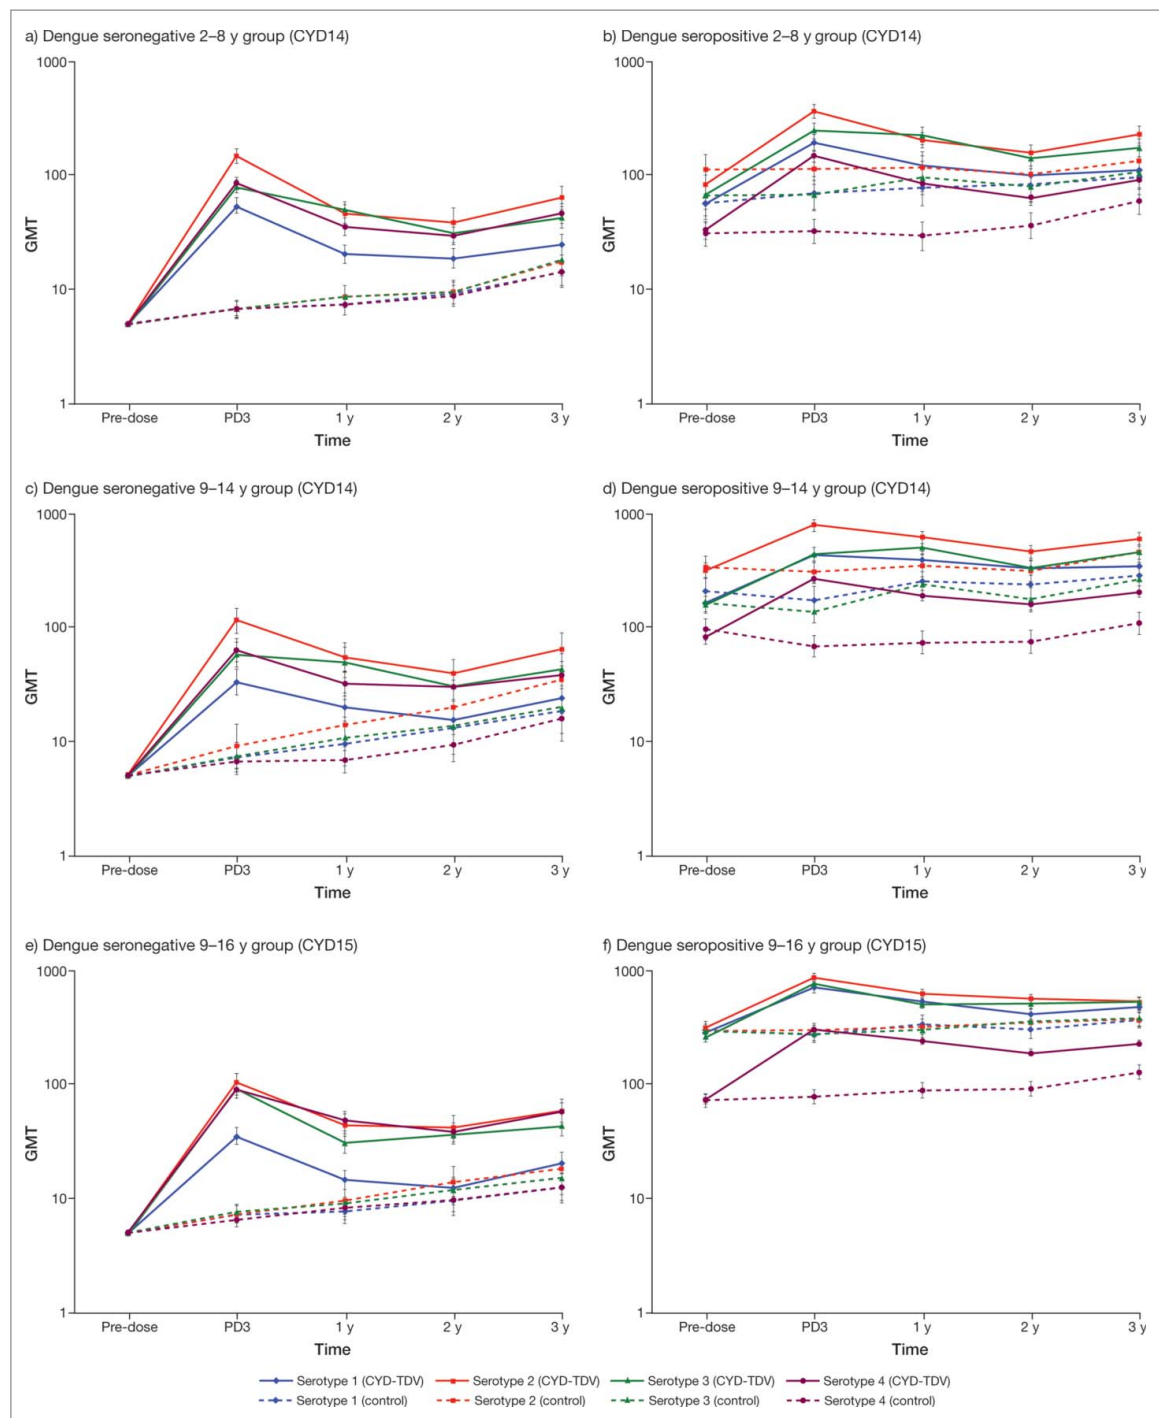 a) Dengue seronegative 2–8 y group (CYD14)
1000
100
10
1
GMT
Pre-dose PD3 1 y 2 y 3 y
Time
b) Dengue seropositive 2–8 y group (CYD14)
1000
100
10
1
GMT
Pre-dose PD3 1 y 2 y 3 y
Time
c) Dengue seronegative 9–14 y group (CYD14)
1000
100
10
1
GMT
Pre-dose PD3 1 y 2 y 3 y
Time
d) Dengue seropositive 9–14 y group (CYD14)
1000
100
10
1
GMT
Pre-dose PD3 1 y 2 y 3 y
Time
e) Dengue seronegative 9–16 y group (CYD15)
1000
100
10
1
GMT
Pre-dose PD3 1 y 2 y 3 y
Time
f) Dengue seropositive 9–16 y group (CYD15)
1000
100
10
1
GMT
Pre-dose PD3 1 y 2 y 3 y
Time
Serotype 1 (CYD-TDV) Serotype 2 (CYD-TDV) Serotype 3 (CYD-TDV) Serotype 4 (CYD-TDV)
Serotype 1 (control) Serotype 2 (control) Serotype 3 (control) Serotype 4 (control)